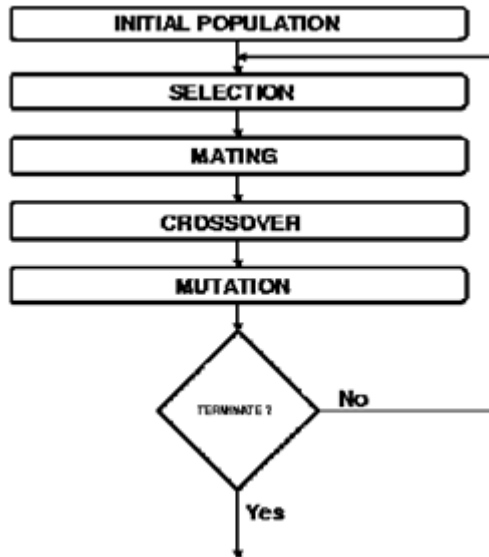 INITIAL POPULATION
SELECTION
MATING
CROSSOVER
MUTATION
TERMINATE ?
No
Yes